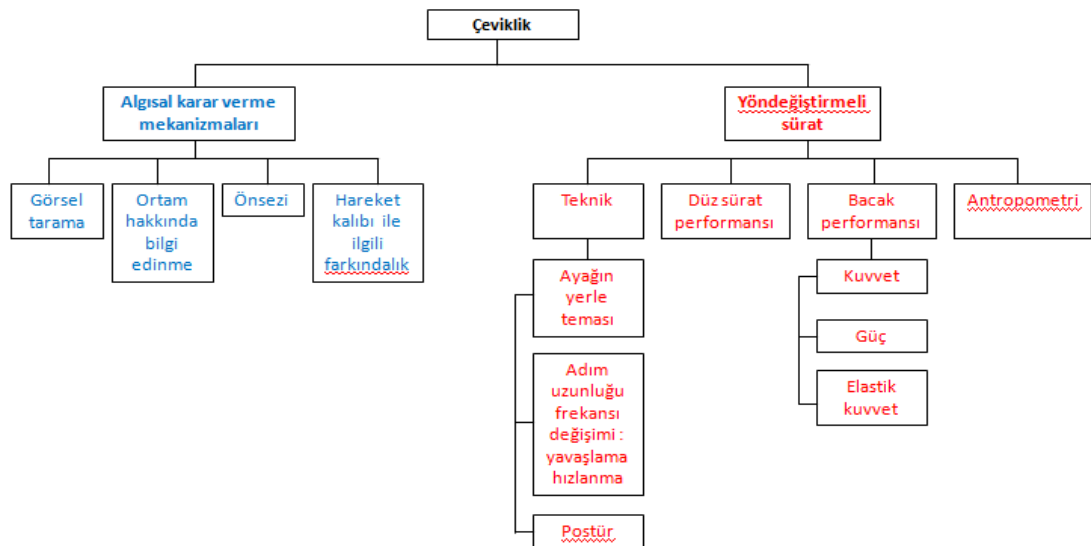 Çeviklik
Algısal karar verme
mekanizmaları
Yöndeğiştirmeli
sürat
Görsel
tarama
Ortam
hakkında
bilgi
edinme
Önsezi
Hareket
kalıbı ile
ilgili
farkındalık
Teknik
Düz sürat
performansı
Bacak
performansı
Antropometri
Ayağın
yerle
teması
Adım
uzunluğu
frekansı
değişimi :
yavaşlama
hızlanma
Postür
Kuvvet
Güç
Elastik
kuvvet